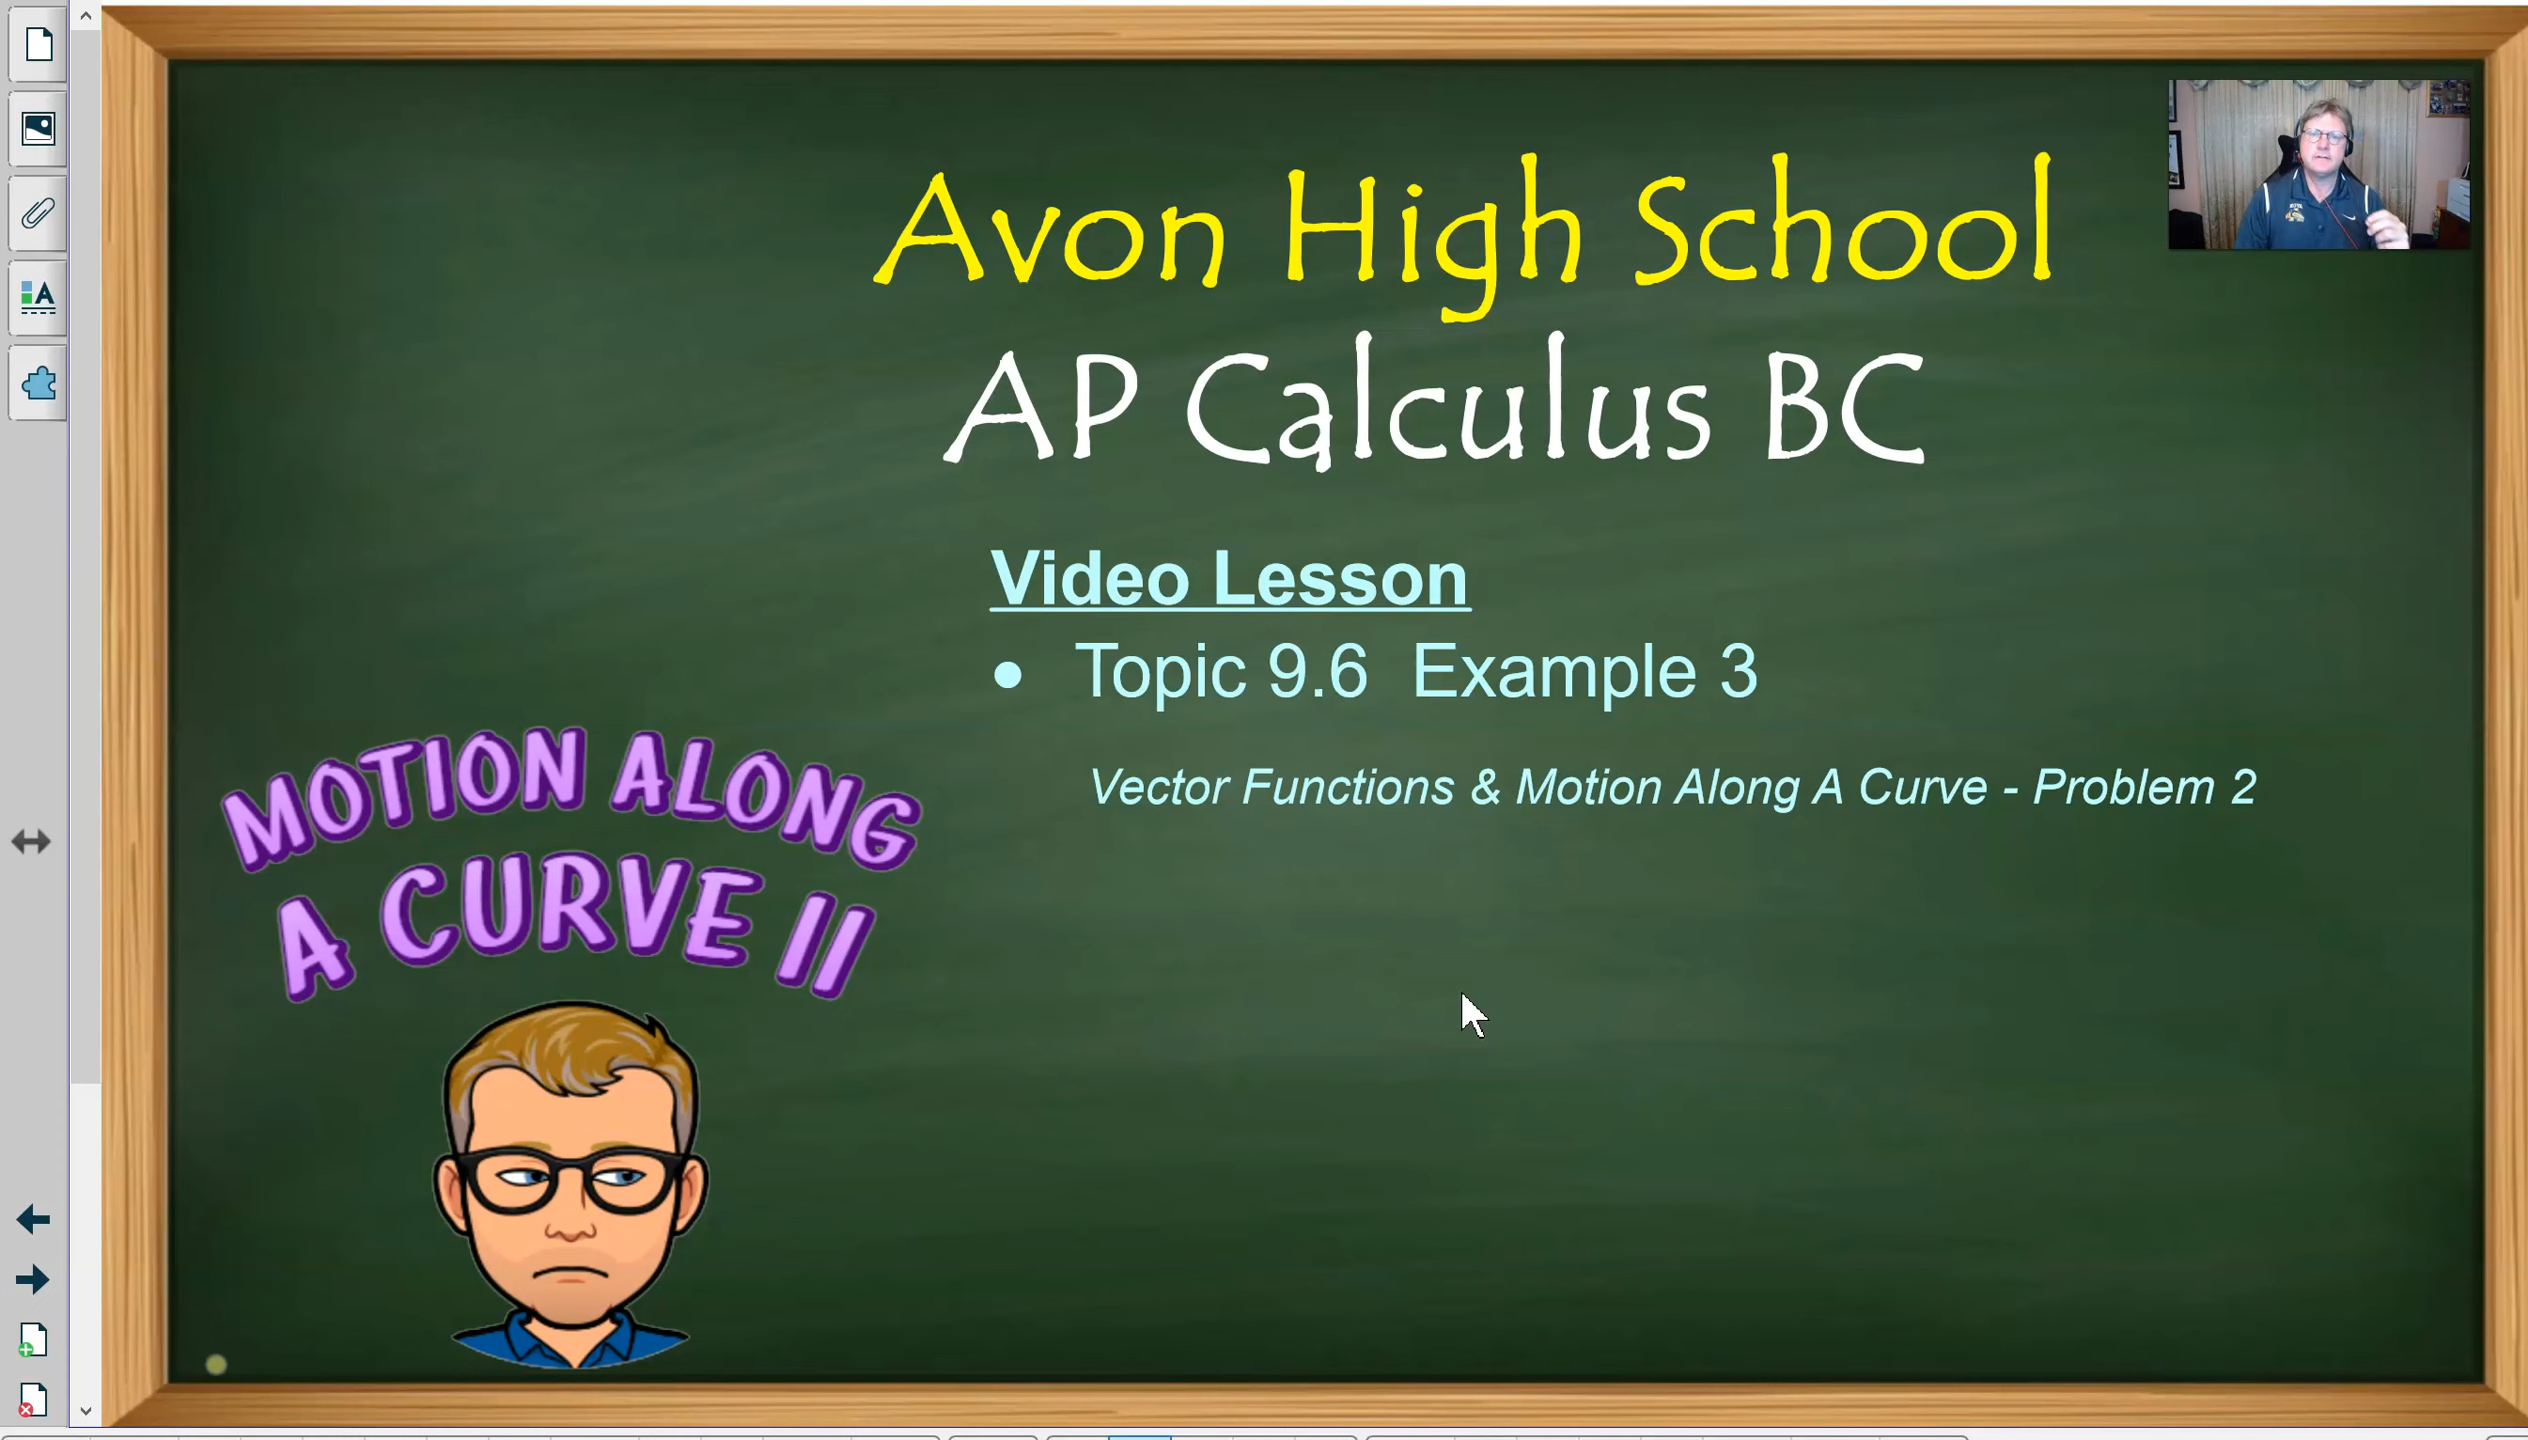 Avon High School
AP Calculus BC
Video Lesson
• Topic 9.6 Example 3
Vector Functions & Motion Along A Curve - Problem 2
MOTION ALONG
A CURVE II